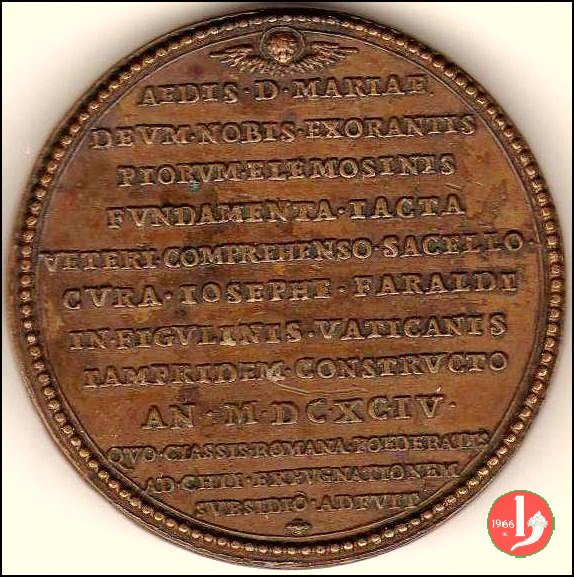 AEDIS · D · MARIAE
DEVM · NOBIS · EXORANTIS
PIORVM · ELEMOSINIS
FVNDAMENTA · IACTA
VETERI · COMPREHENSO · SACELLO
CVRA · IOSEPHI · FARALDI
IN · FIGVLINIS · VATICANIS
IAMPRIDEM · CONSTRVCTO
AN · M · DCXCIV ·
QVO · CLASSIS · ROMANA · FOEDERATIS
AD · CHII · EXPVGNATIONEM
SVBSIDIO · ADFVIT
1966